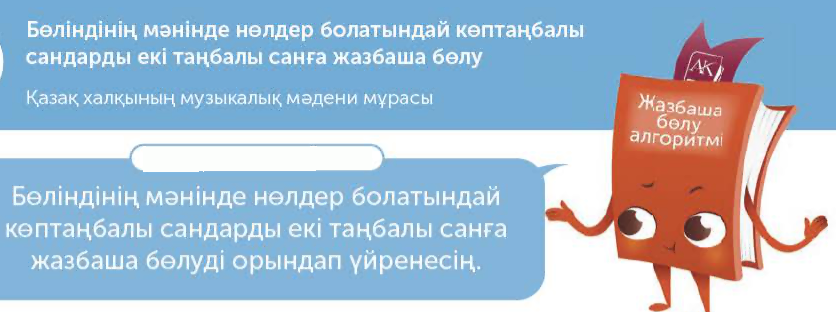 Бөліндінің мәнінде нөлдер болатындай көптаңбалы
сандарды екі таңбалы санға жазбаша бөлу
Қазақ халқының музыкалық мәдени мұрасы
АК
Жазбаша
бөлу
алгоритмі
Бөліндінің мәнінде нөлдер болатындай
көптаңбалы сандарды екі таңбалы санға
жазбаша бөлуді орындап үйренесің.